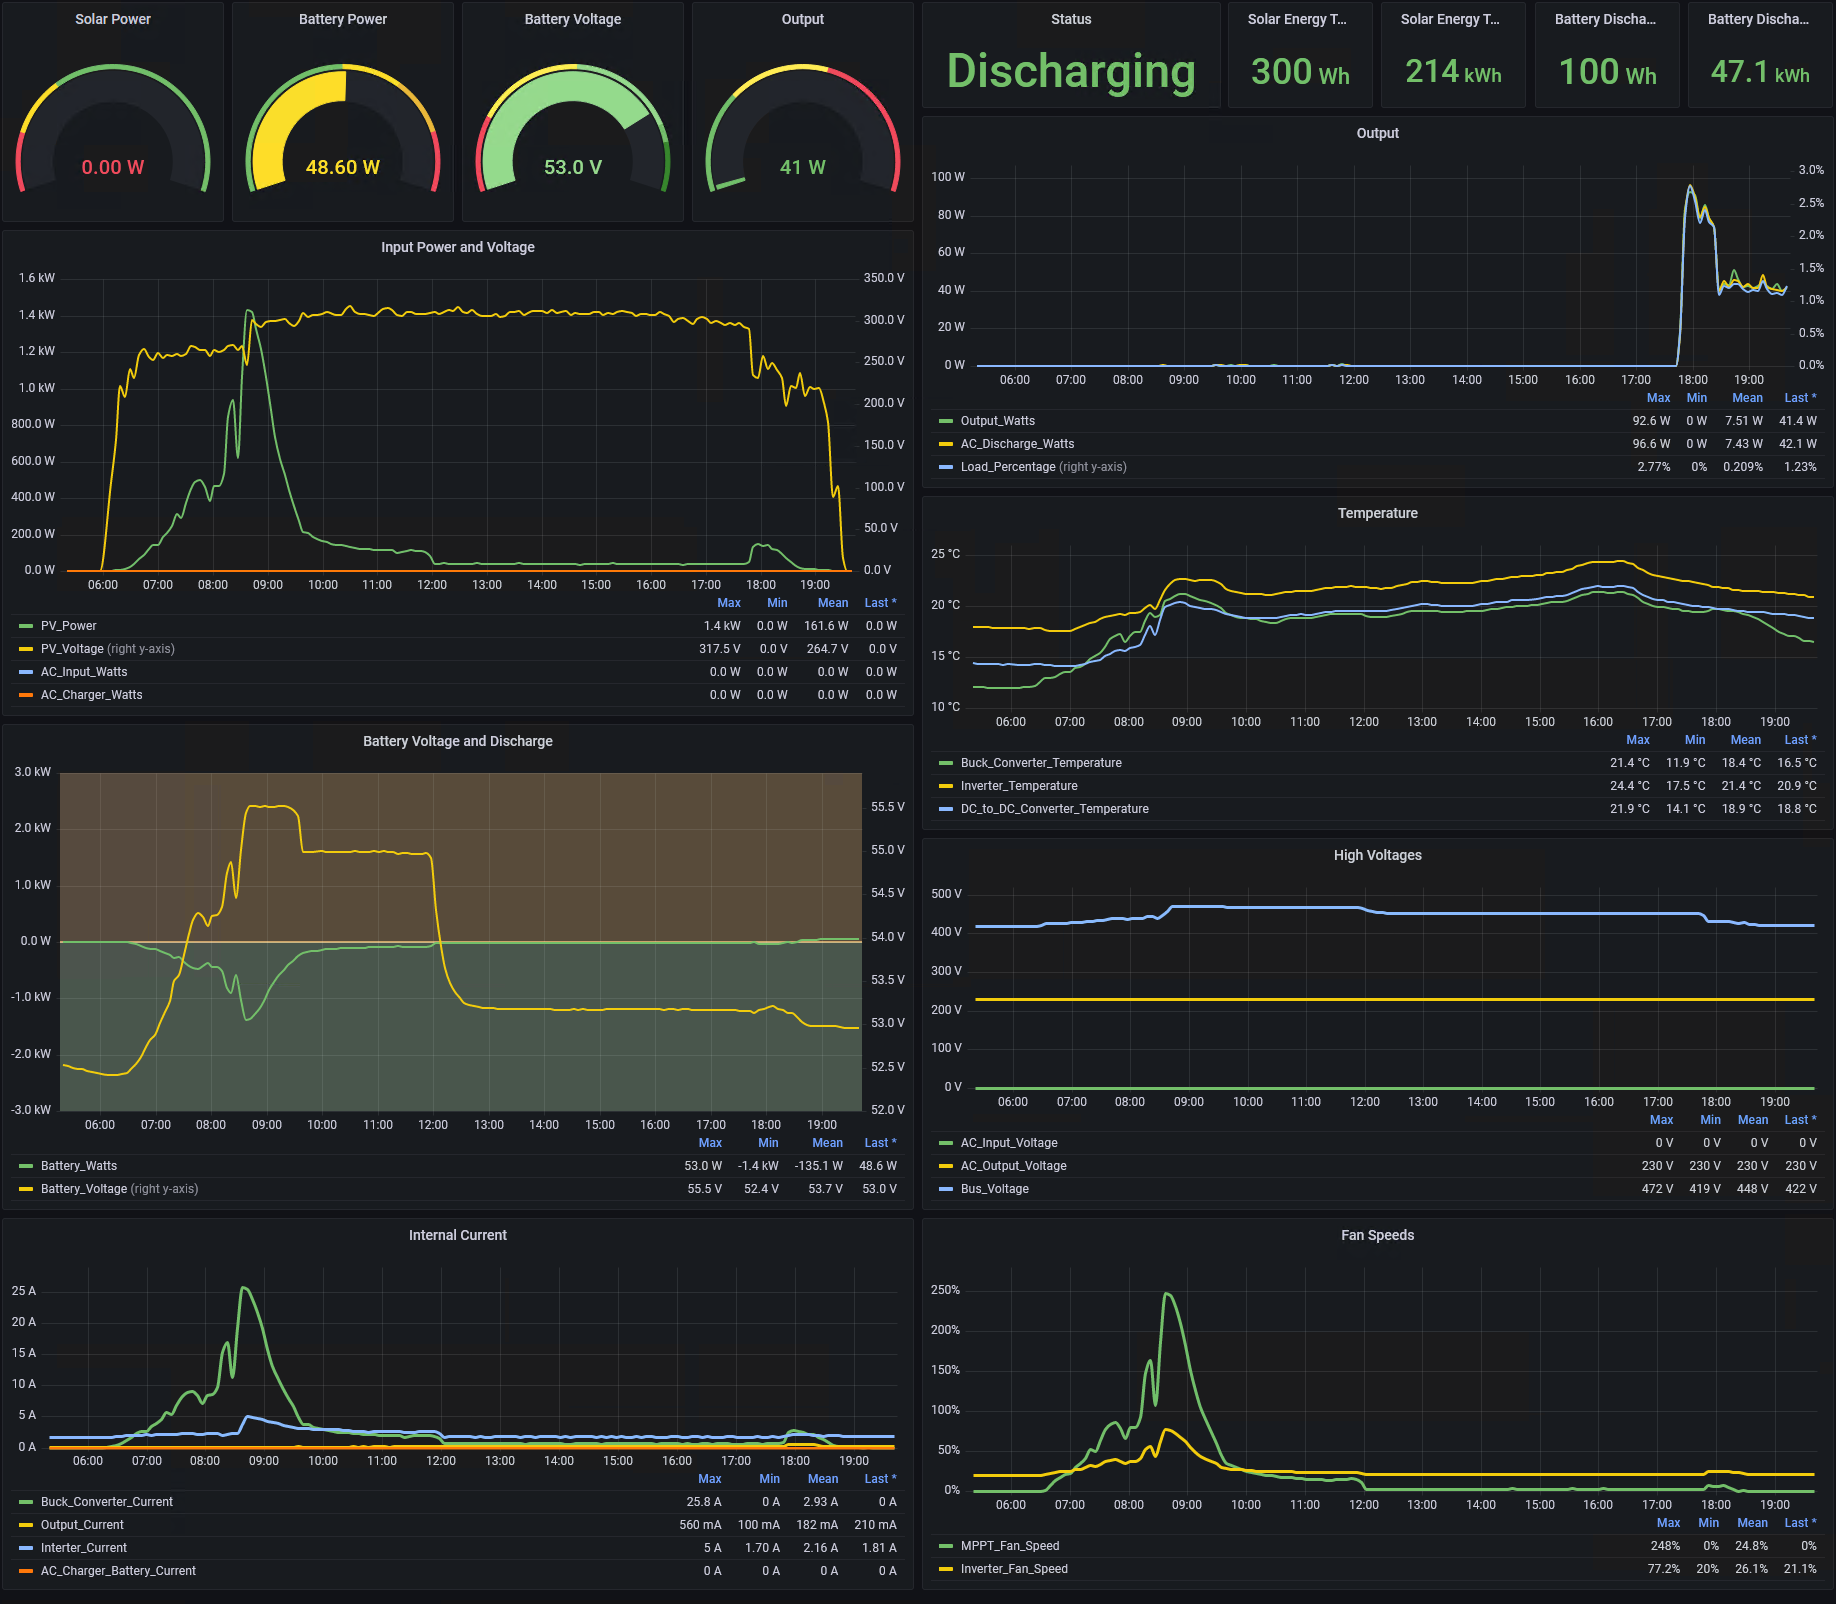 Solar Power
0.00 W
Battery Power
48.60 W
Battery Voltage
53.0 V
Output
41 W
Status
Discharging
Solar Energy T...
300 Wh
Solar Energy T...
214 kWh
Battery Discha...
100 Wh
Battery Discha...
47.1 kWh
Input Power and Voltage
1.6 kW
1.4 kW
1.2 kW
1.0 kW
800.0 W
600.0 W
400.0 W
200.0 W
0.0 W
350.0 V
300.0 V
250.0 V
200.0 V
150.0 V
100.0 V
50.0 V
0.0 V
06:00 07:00 08:00 09:00 10:00 11:00 12:00 13:00 14:00 15:00 16:00 17:00 18:00 19:00
Max Min Mean Last *
PV_Power 1.4 kW 0.0 W 161.6 W 0.0 W
PV_Voltage (right y-axis) 317.5 V 0.0 V 264.7 V 0.0 V
AC_Input_Watts 0.0 W 0.0 W 0.0 W 0.0 W
AC_Charger_Watts 0.0 W 0.0 W 0.0 W 0.0 W
Battery Voltage and Discharge
3.0 kW
2.0 kW
1.0 kW
0.0 W
-1.0 kW
-2.0 kW
-3.0 kW
55.5 V
55.0 V
54.5 V
54.0 V
53.5 V
53.0 V
52.5 V
52.0 V
06:00 07:00 08:00 09:00 10:00 11:00 12:00 13:00 14:00 15:00 16:00 17:00 18:00 19:00
Max Min Mean Last *
Battery_Watts 53.0 W -1.4 kW -135.1 W 48.6 W
Battery_Voltage (right y-axis) 55.5 V 52.4 V 53.7 V 53.0 V
Internal Current
25 A
20 A
15 A
10 A
5 A
0 A
06:00 07:00 08:00 09:00 10:00 11:00 12:00 13:00 14:00 15:00 16:00 17:00 18:00 19:00
Max Min Mean Last *
Buck_Converter_Current 25.8 A 0 A 2.93 A 0 A
Output_Current 560 mA 100 mA 182 mA 210 mA
Interter_Current 5 A 1.70 A 2.16 A 1.81 A
AC_Charger_Battery_Current 0 A 0 A 0 A 0 A
Output
100 W
80 W
60 W
40 W
20 W
0 W
3.0%
2.5%
2.0%
1.5%
1.0%
0.5%
0.0%
06:00 07:00 08:00 09:00 10:00 11:00 12:00 13:00 14:00 15:00 16:00 17:00 18:00 19:00
Max Min Mean Last *
Output_Watts 92.6 W 0 W 7.51 W 41.4 W
AC_Discharge_Watts 96.6 W 0 W 7.43 W 42.1 W
Load_Percentage (right y-axis) 2.77% 0% 0.209% 1.23%
Temperature
25 °C
20 °C
15 °C
10 °C
06:00 07:00 08:00 09:00 10:00 11:00 12:00 13:00 14:00 15:00 16:00 17:00 18:00 19:00
Max Min Mean Last *
Buck_Converter_Temperature 21.4 °C 11.9 °C 18.4 °C 16.5 °C
Inverter_Temperature 24.4 °C 17.5 °C 21.4 °C 20.9 °C
DC_to_DC_Converter_Temperature 21.9 °C 14.1 °C 18.9 °C 18.8 °C
High Voltages
500 V
400 V
300 V
200 V
100 V
0 V
06:00 07:00 08:00 09:00 10:00 11:00 12:00 13:00 14:00 15:00 16:00 17:00 18:00 19:00
Max Min Mean Last *
AC_Input_Voltage 0 V 0 V 0 V 0 V
AC_Output_Voltage 230 V 230 V 230 V 230 V
Bus_Voltage 472 V 419 V 448 V 422 V
Fan Speeds
250%
200%
150%
100%
50%
0%
06:00 07:00 08:00 09:00 10:00 11:00 12:00 13:00 14:00 15:00 16:00 17:00 18:00 19:00
Max Min Mean Last *
MPPT_Fan_Speed 248% 0% 24.8% 0%
Inverter_Fan_Speed 77.2% 20% 26.1% 21.1%